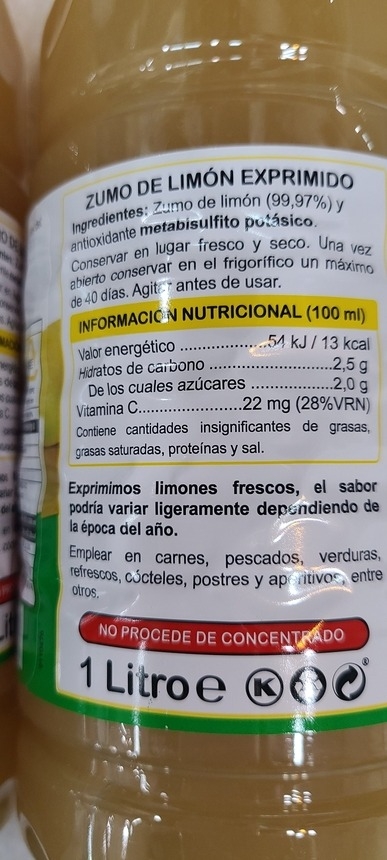 ZUMO DE LIMÓN EXPRIMIDO
Ingredientes: Zumo de limón (99,97%) y
antioxidante metabisulfito potásico.
Conservar en lugar fresco y seco. Una vez
abierto conservar en el frigorífico un máximo
de 40 días. Agitar antes de usar.
INFORMACIÓN NUTRICIONAL (100 ml)
Valor energético ....................54 kJ / 13 kcal
Hidratos de carbono .......................2,5 g
De los cuales azúcares ...............2,0 g
Vitamina C....................22 mg (28%VRN)
Contiene cantidades insignificantes de grasas,
grasas saturadas, proteínas y sal.
Exprimimos limones frescos, el sabor
podría variar ligeramente dependiendo de
la época del año.
Emplear en carnes, pescados, verduras,
refrescos, cócteles, postres y aperitivos, entre
otros.
NO PROCEDE DE CONCENTRADO
1 Litro e K